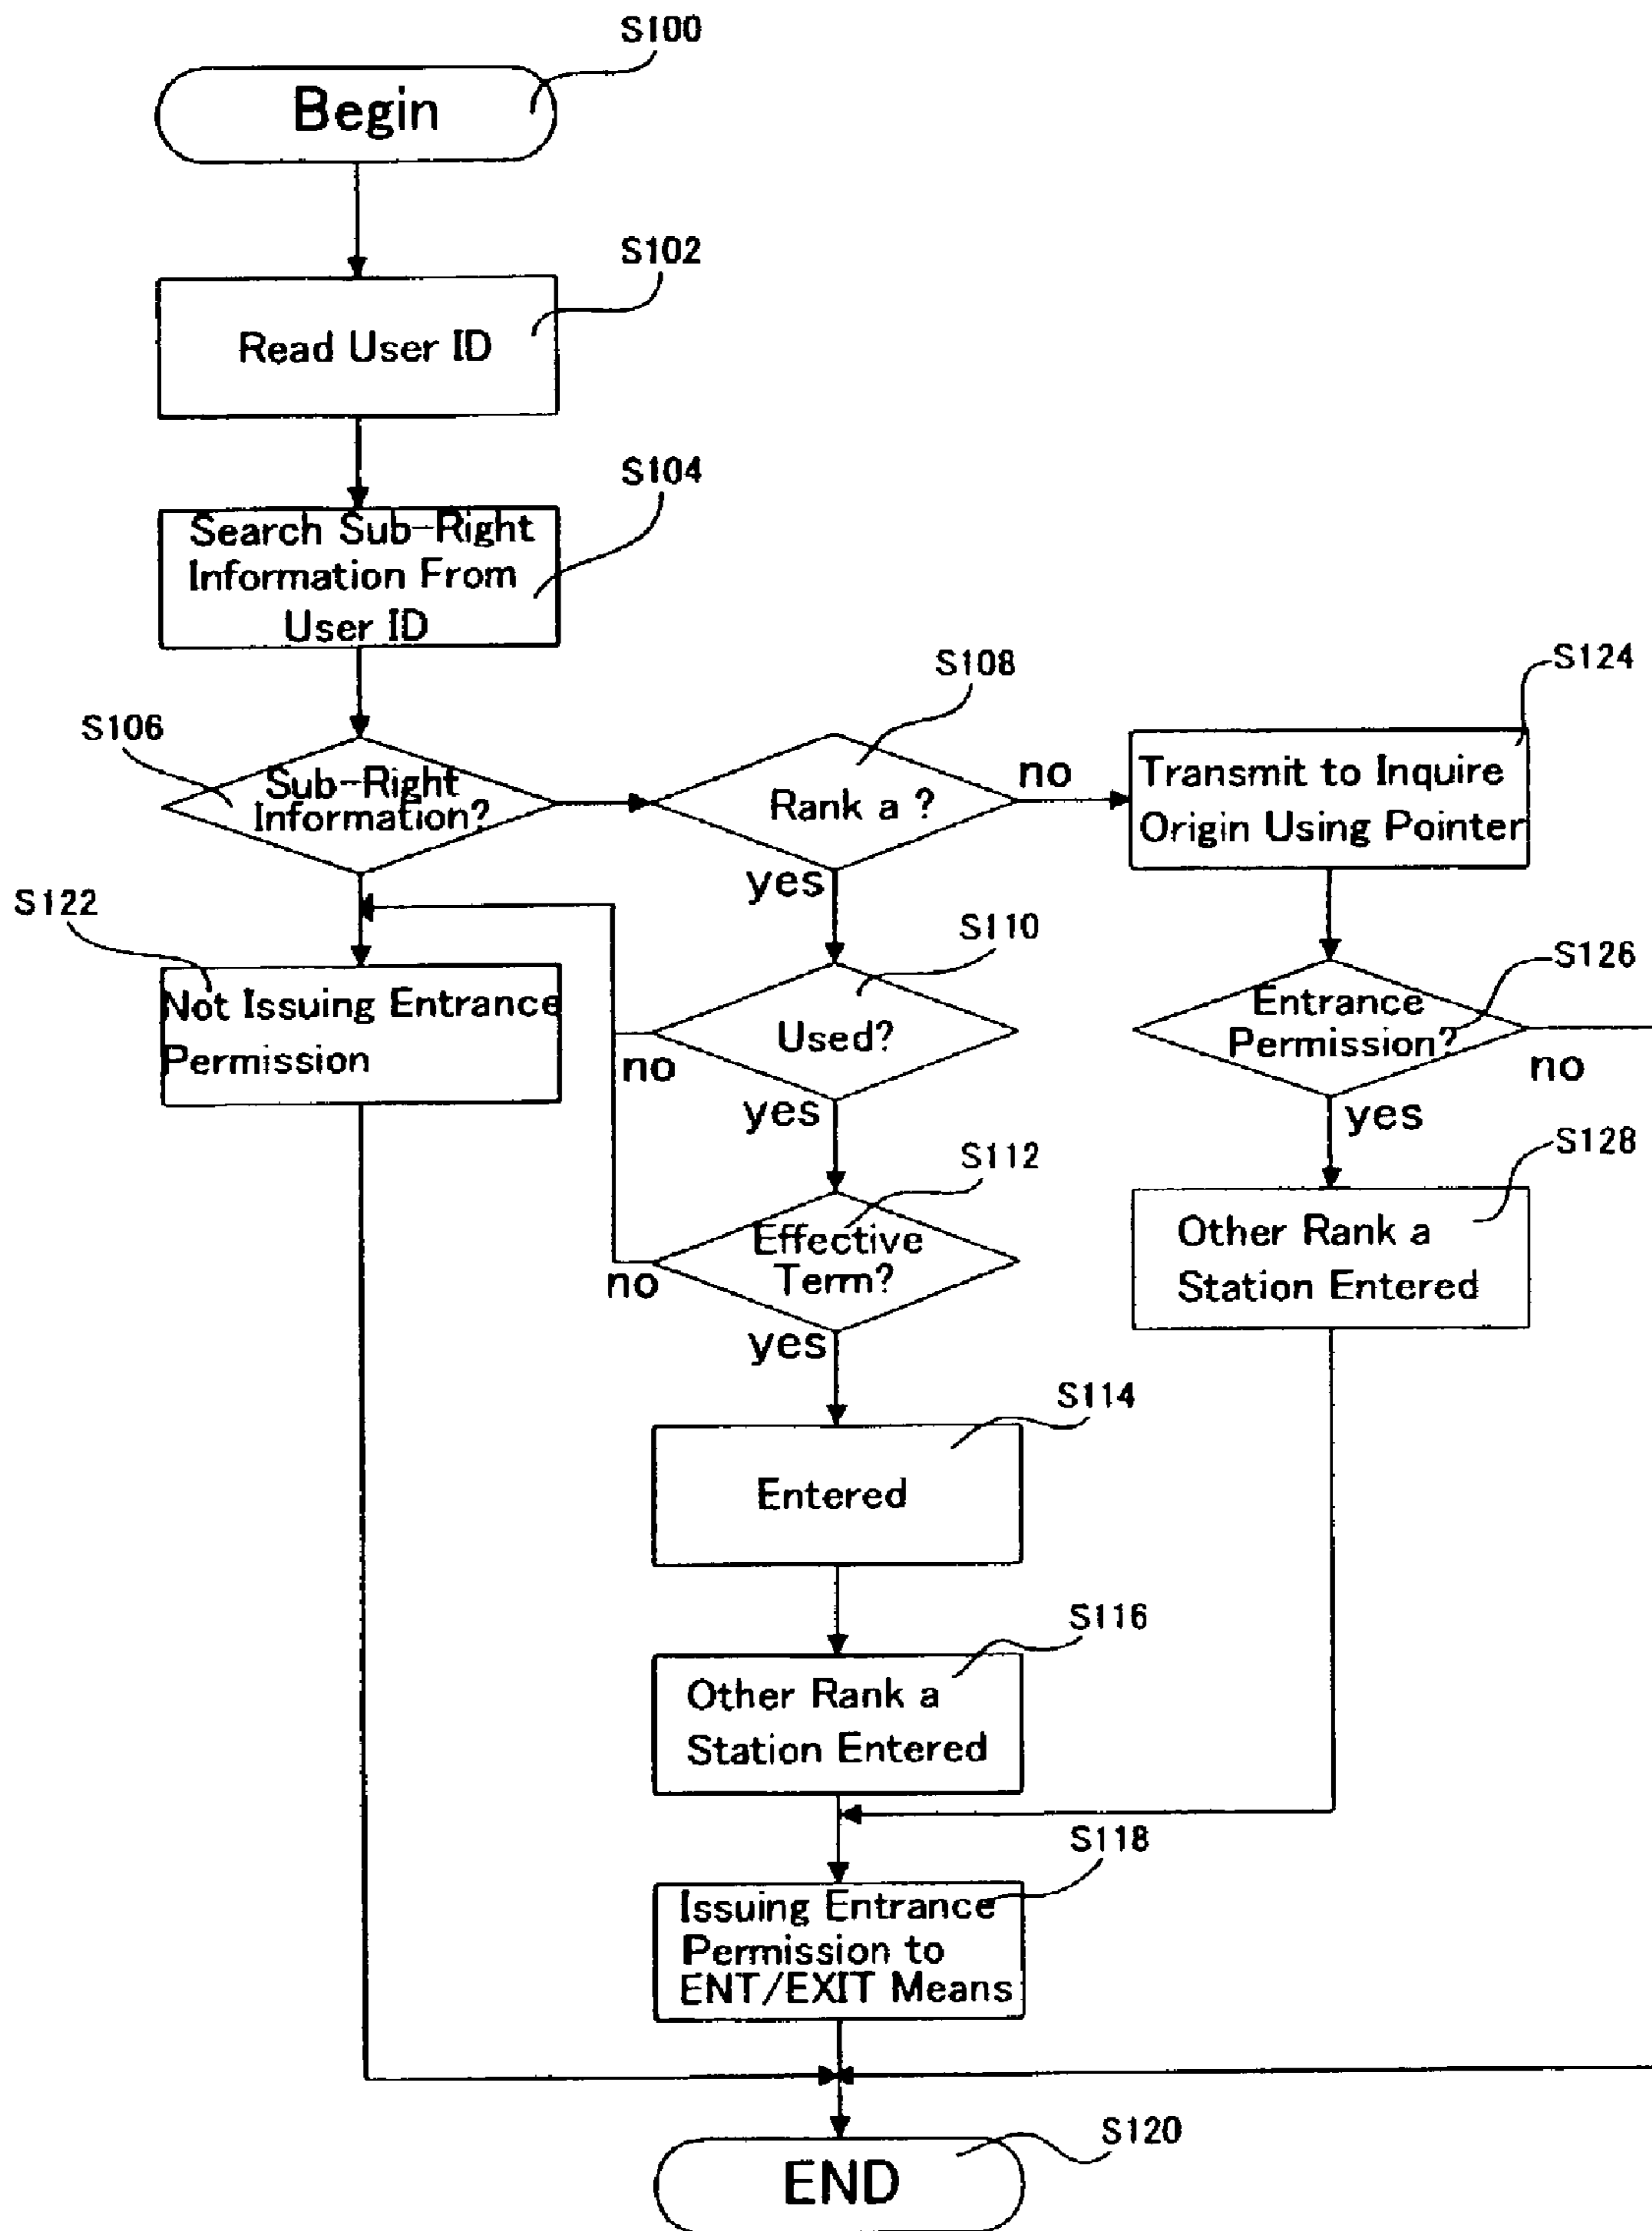 S100
Begin
S102
Read User ID
S104
Search Sub-Right
Information From
User ID
S106
Sub-Right
Information?
S108
Rank a ?
no
yes
S124
Transmit to Inquire
Origin Using Pointer
S122
Not Issuing Entrance
Permission
S110
Used?
no
yes
S126
Entrance
Permission?
no
yes
S112
Effective
Term?
no
yes
S128
Other Rank a
Station Entered
S114
Entered
S116
Other Rank a
Station Entered
S118
Issuing Entrance
Permission to
ENT/EXIT Means
S120
END